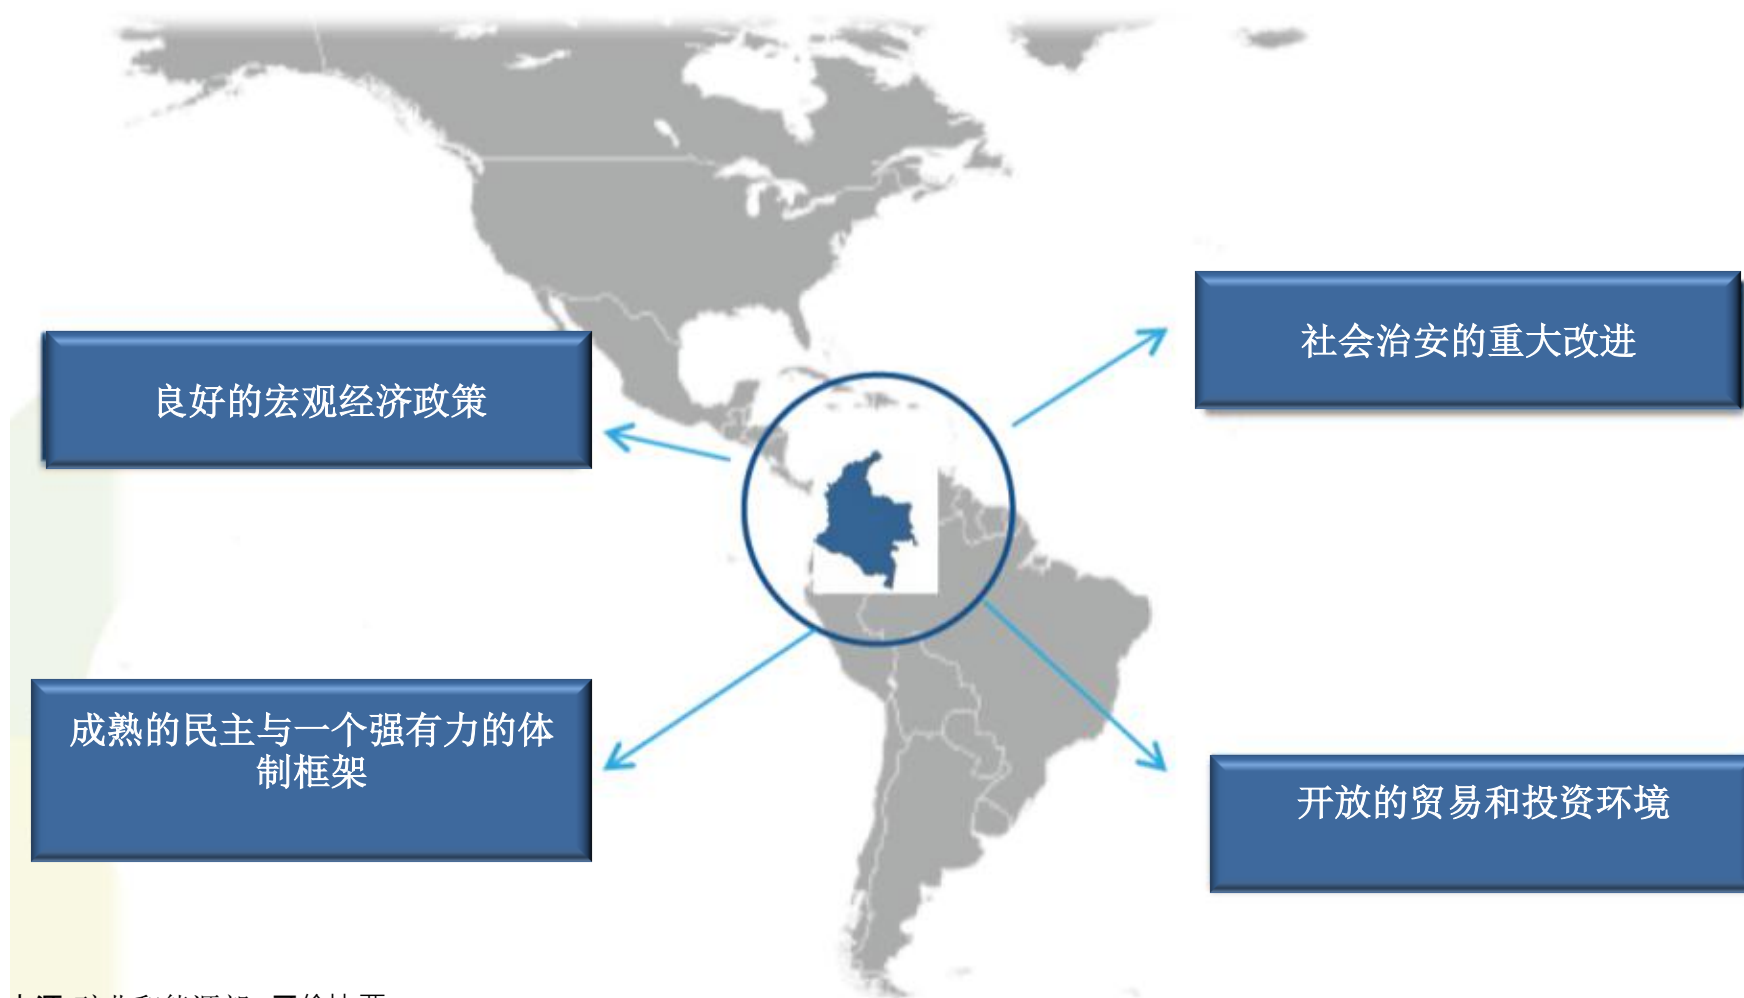 社会治安的重大改进
良好的宏观经济政策
成熟的民主与一个强有力的体
制框架
开放的贸易和投资环境